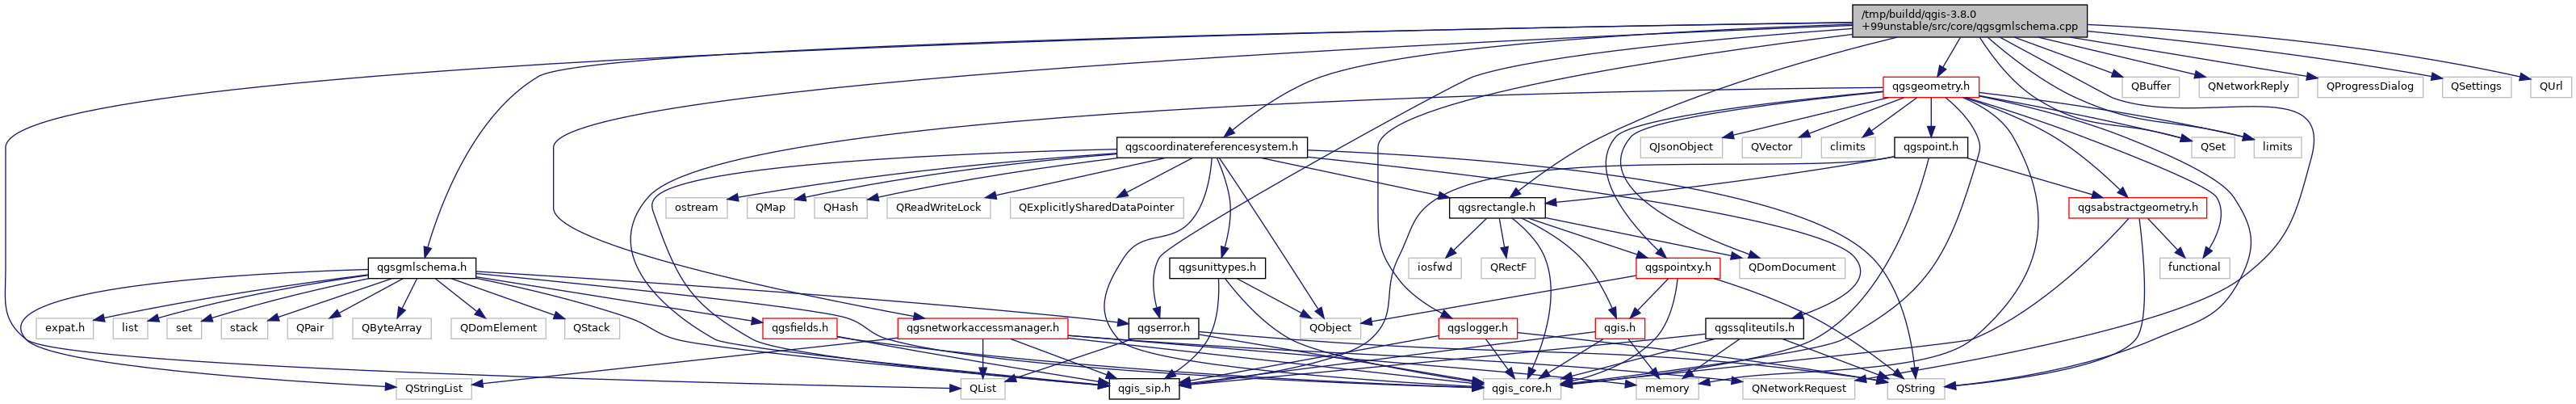 /tmp/buildd/qgis-3.8.0
+99unstable/src/core/qgsgmlschema.cpp
qgsgeometry.h
QBuffer
QNetworkReply
QProgressDialog
QSettings
QUrl
qgscoordinatereferencesystem.h
QJsonObject
QVector
climits
qgspoint.h
QSet
limits
ostream
QMap
QHash
QReadWriteLock
QExplicitlySharedDataPointer
qgsrectangle.h
qgsabstractgeometry.h
qgsgmlschema.h
qgsunittypes.h
iosfwd
QRectF
qgspointxy.h
QDomDocument
functional
expat.h
list
set
stack
QPair
QByteArray
QDomElement
QStack
qgsfields.h
qgsnetworkaccessmanager.h
qgserror.h
QObject
qgslogger.h
qgis.h
qgssqliteutils.h
QStringList
QList
qgis_sip.h
qgis_core.h
memory
QNetworkRequest
QString